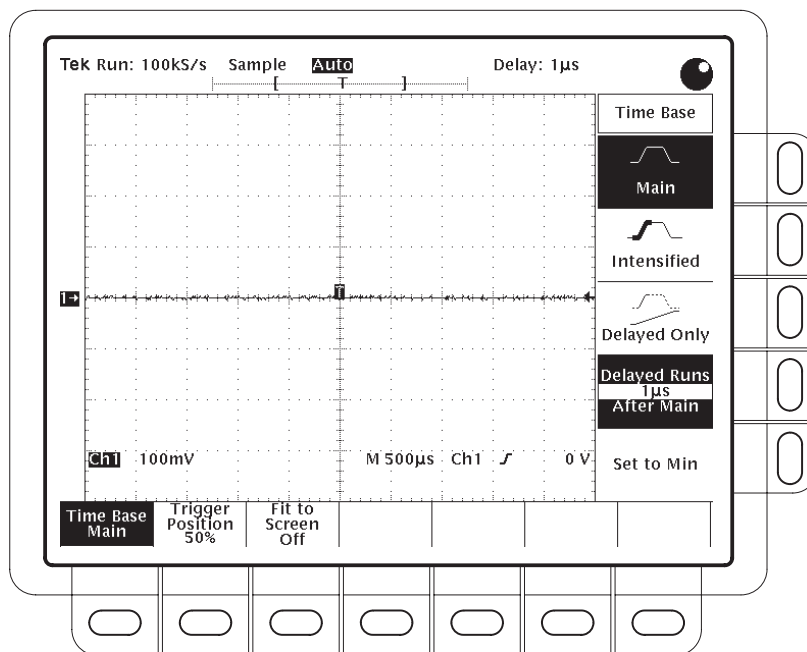 Tek Run: 100kS/s Sample Auto Delay: 1µs
[ T ]
Time Base
Main
Intensified
1→
T
Delayed Only
Delayed Runs
1µs
After Main
Ch1 100mV M 500µs Ch1 0 V
Set to Min
Time Base
Main
Trigger
Position
50%
Fit to
Screen
Off